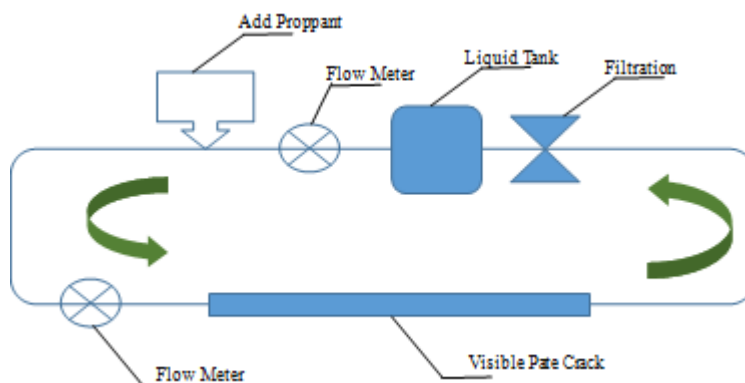 Add Proppant
Liquid Tank
Flow Meter
Filtration
Visible Pate Crack
Flow Meter